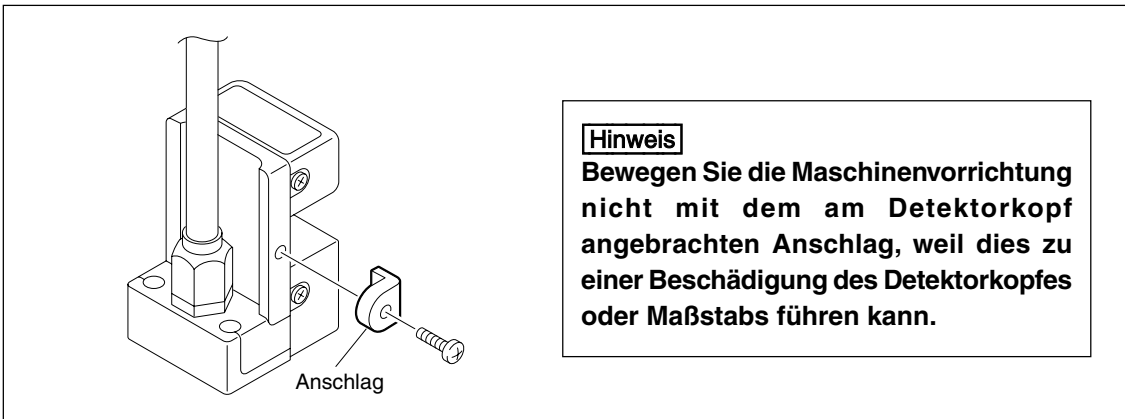 Anschlag
Hinweis
Bewegen Sie die Maschinenvorrichtung
nicht mit dem am Detektorkopf
angebrachten Anschlag, weil dies zu
einer Beschädigung des Detektorkopfes
oder Maßstabs führen kann.